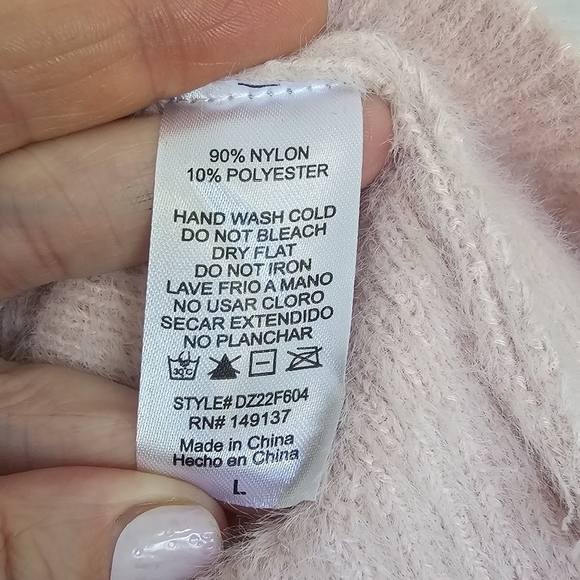 90% NYLON
10% POLYESTER
HAND WASH COLD
DO NOT BLEACH
DRY FLAT
DO NOT IRON
LAVE FRIO A MANO
NO USAR CLORO
SECAR EXTENDIDO
NO PLANCHAR
30°C
STYLE# DZ22F604
RN# 149137
Made in China
Hecho en China
L